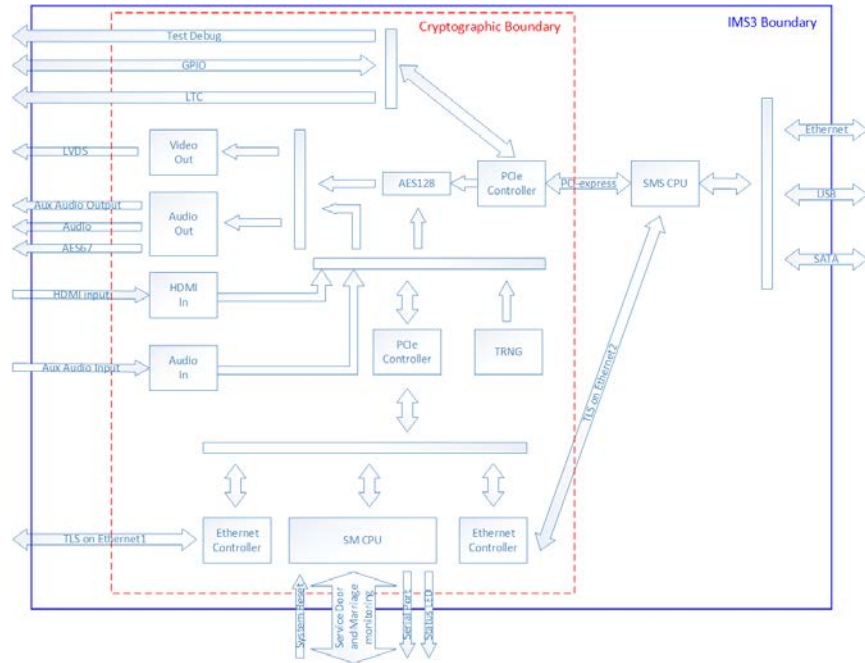 Cryptographic Boundary
IMS3 Boundary
Test Debug
GPIO
LTC
LVDS
Video
Out
AES128
PCIe
Controller
PCI-express
SMS CPU
Ethernet
USB
SATA
Aux Audio Output
Audio
AES67
Audio
Out
HDMI input
HDMI
In
PCIe
Controller
TRNG
Aux Audio Input
Audio
In
TLS on Ethernet2
TLS on Ethernet1
Ethernet
Controller
SM CPU
Ethernet
Controller
System Reset
Service Door
and Marriage
monitoring
Serial Port
Status LED